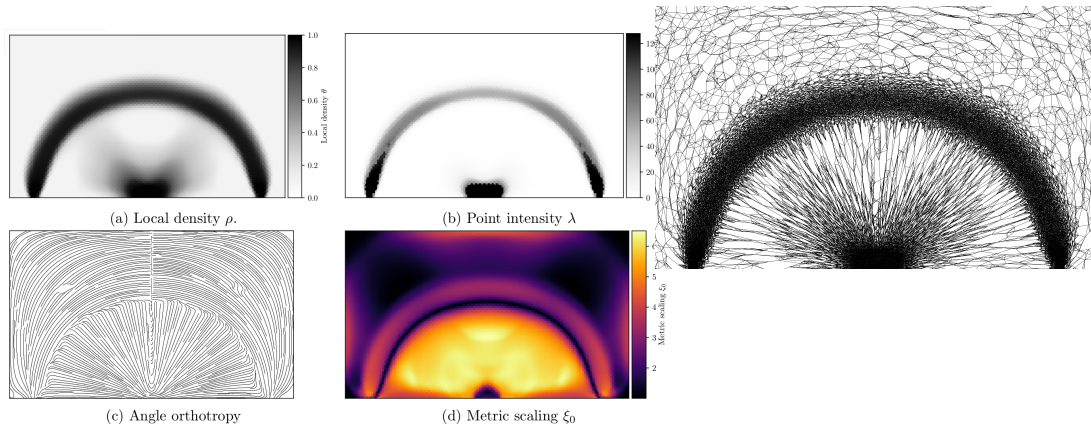 1.0
0.8
0.6
0.4
0.2
0.0
Local density θ
(a) Local density ρ.
120
100
80
60
40
20
0
(b) Point intensity λ
(c) Angle orthotropy
5
4
3
2
Metric scaling ξ₀
(d) Metric scaling ξ₀